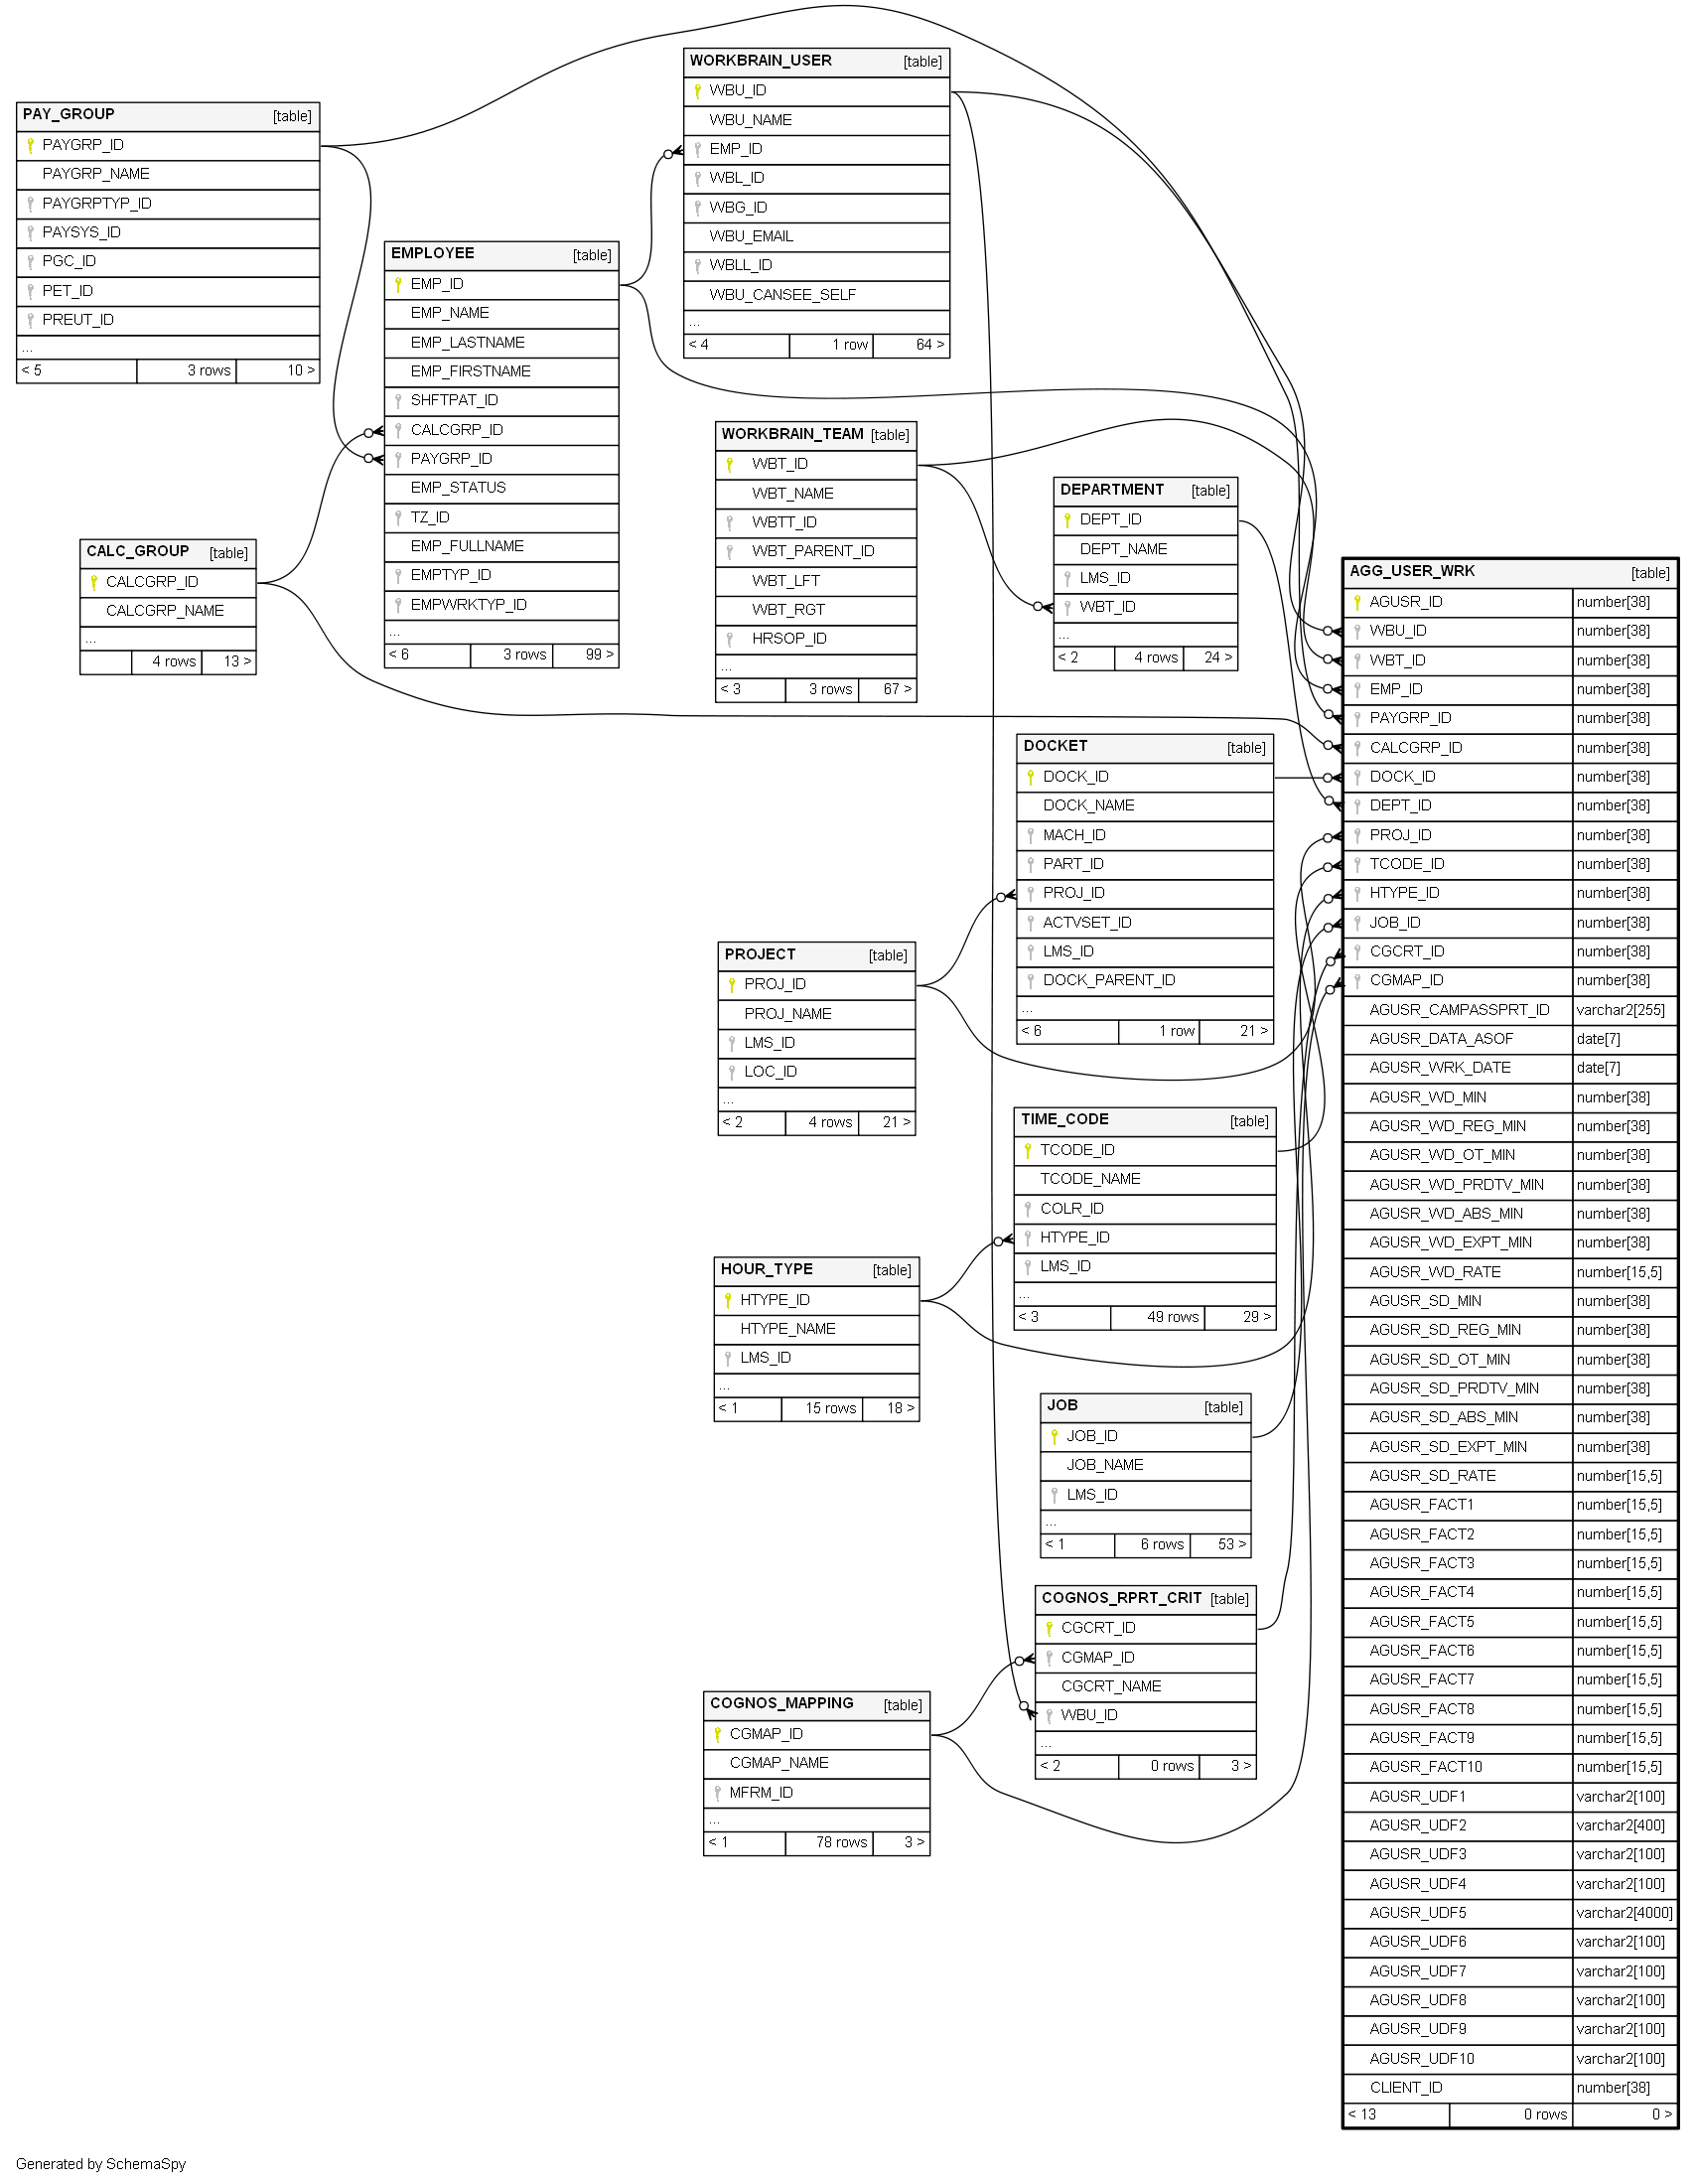 PAY_GROUP [table]
PAYGRP_ID
PAYGRP_NAME
PAYGRPTYP_ID
PAYSYS_ID
PGC_ID
PET_ID
PREUT_ID
...
< 5 3 rows 10 >
CALC_GROUP [table]
CALCGRP_ID
CALCGRP_NAME
...
4 rows 13 >
EMPLOYEE [table]
EMP_ID
EMP_NAME
EMP_LASTNAME
EMP_FIRSTNAME
SHFTPAT_ID
CALCGRP_ID
PAYGRP_ID
EMP_STATUS
TZ_ID
EMP_FULLNAME
EMPTYP_ID
EMPWRKTYP_ID
...
< 6 3 rows 99 >
WORKBRAIN_USER [table]
WBU_ID
WBU_NAME
EMP_ID
WBL_ID
WBG_ID
WBU_EMAIL
WBLL_ID
WBU_CANSEE_SELF
...
< 4 1 row 64 >
WORKBRAIN_TEAM [table]
WBT_ID
WBT_NAME
WBTT_ID
WBT_PARENT_ID
WBT_LFT
WBT_RGT
HRSOP_ID
...
< 3 3 rows 67 >
DEPARTMENT [table]
DEPT_ID
DEPT_NAME
LMS_ID
WBT_ID
...
< 2 4 rows 24 >
DOCKET [table]
DOCK_ID
DOCK_NAME
MACH_ID
PART_ID
PROJ_ID
ACTVSET_ID
LMS_ID
DOCK_PARENT_ID
...
< 6 1 row 21 >
PROJECT [table]
PROJ_ID
PROJ_NAME
LMS_ID
LOC_ID
...
< 2 4 rows 21 >
TIME_CODE [table]
TCODE_ID
TCODE_NAME
COLR_ID
HTYPE_ID
LMS_ID
...
< 3 49 rows 29 >
HOUR_TYPE [table]
HTYPE_ID
HTYPE_NAME
LMS_ID
...
< 1 15 rows 18 >
JOB [table]
JOB_ID
JOB_NAME
LMS_ID
...
< 1 6 rows 53 >
COGNOS_RPRT_CRIT [table]
CGCRT_ID
CGMAP_ID
CGCRT_NAME
WBU_ID
...
< 2 0 rows 3 >
COGNOS_MAPPING [table]
CGMAP_ID
CGMAP_NAME
MFRM_ID
...
< 1 78 rows 3 >
AGG_USER_WRK [table]
AGUSR_ID number[38]
WBU_ID number[38]
WBT_ID number[38]
EMP_ID number[38]
PAYGRP_ID number[38]
CALCGRP_ID number[38]
DOCK_ID number[38]
DEPT_ID number[38]
PROJ_ID number[38]
TCODE_ID number[38]
HTYPE_ID number[38]
JOB_ID number[38]
CGCRT_ID number[38]
CGMAP_ID number[38]
AGUSR_CAMPASSPRT_ID varchar2[255]
AGUSR_DATA_ASOF date[7]
AGUSR_WRK_DATE date[7]
AGUSR_WD_MIN number[38]
AGUSR_WD_REG_MIN number[38]
AGUSR_WD_OT_MIN number[38]
AGUSR_WD_PRDTV_MIN number[38]
AGUSR_WD_ABS_MIN number[38]
AGUSR_WD_EXPT_MIN number[38]
AGUSR_WD_RATE number[15,5]
AGUSR_SD_MIN number[38]
AGUSR_SD_REG_MIN number[38]
AGUSR_SD_OT_MIN number[38]
AGUSR_SD_PRDTV_MIN number[38]
AGUSR_SD_ABS_MIN number[38]
AGUSR_SD_EXPT_MIN number[38]
AGUSR_SD_RATE number[15,5]
AGUSR_FACT1 number[15,5]
AGUSR_FACT2 number[15,5]
AGUSR_FACT3 number[15,5]
AGUSR_FACT4 number[15,5]
AGUSR_FACT5 number[15,5]
AGUSR_FACT6 number[15,5]
AGUSR_FACT7 number[15,5]
AGUSR_FACT8 number[15,5]
AGUSR_FACT9 number[15,5]
AGUSR_FACT10 number[15,5]
AGUSR_UDF1 varchar2[100]
AGUSR_UDF2 varchar2[400]
AGUSR_UDF3 varchar2[100]
AGUSR_UDF4 varchar2[100]
AGUSR_UDF5 varchar2[4000]
AGUSR_UDF6 varchar2[100]
AGUSR_UDF7 varchar2[100]
AGUSR_UDF8 varchar2[100]
AGUSR_UDF9 varchar2[100]
AGUSR_UDF10 varchar2[100]
CLIENT_ID number[38]
< 13 0 rows 0 >
Generated by SchemaSpy